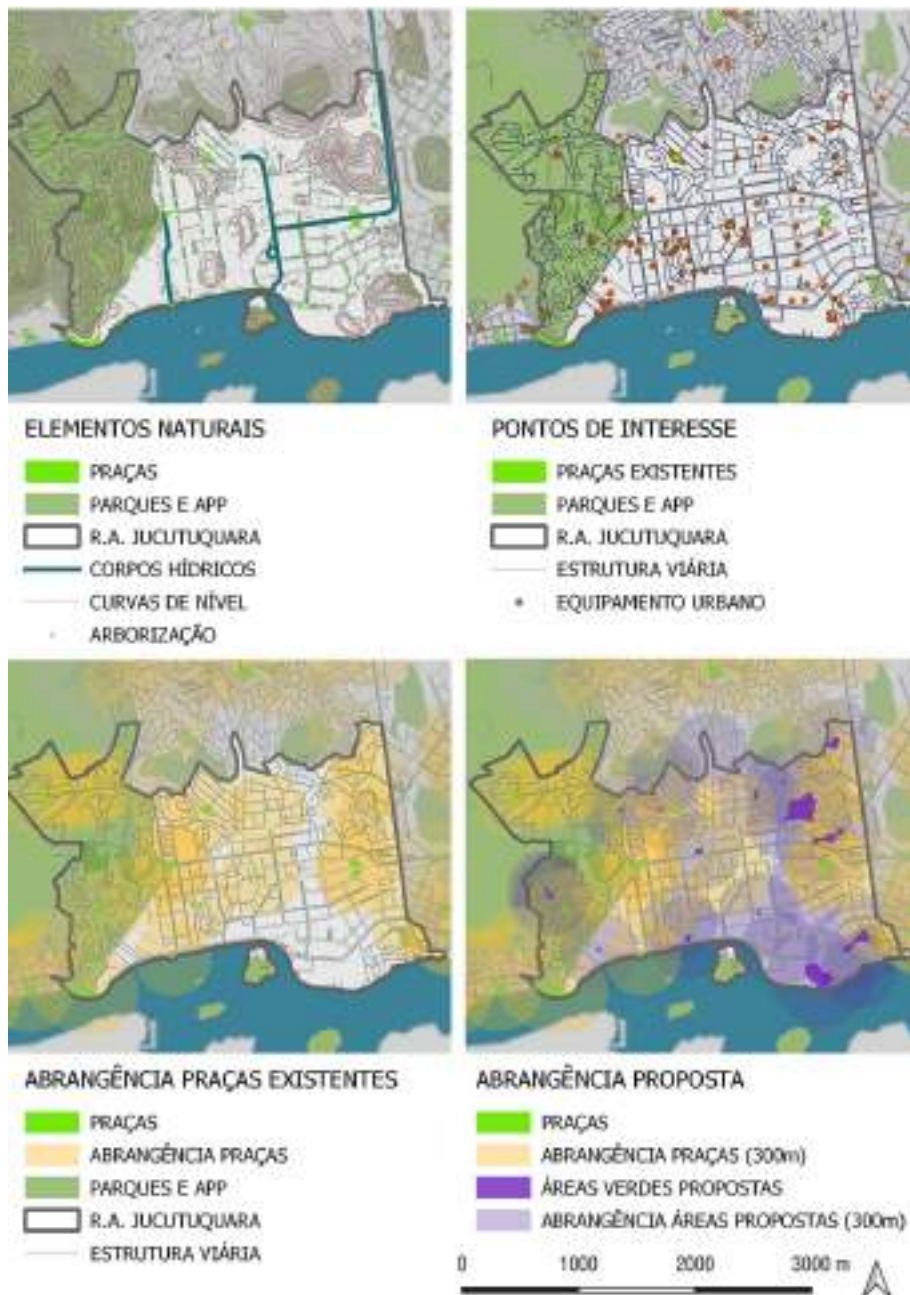 ELEMENTOS NATURAIS
PRAÇAS
PARQUES E APP
R.A. JUCUTUQUARA
CORPOS HÍDRICOS
CURVAS DE NÍVEL
ARBORIZAÇÃO
PONTOS DE INTERESSE
PRAÇAS EXISTENTES
PARQUES E APP
R.A. JUCUTUQUARA
ESTRUTURA VIÁRIA
EQUIPAMENTO URBANO
ABRANGÊNCIA PRAÇAS EXISTENTES
PRAÇAS
ABRANGÊNCIA PRAÇAS
PARQUES E APP
R.A. JUCUTUQUARA
ESTRUTURA VIÁRIA
ABRANGÊNCIA PROPOSTA
PRAÇAS
ABRANGÊNCIA PRAÇAS (300m)
ÁREAS VERDES PROPOSTAS
ABRANGÊNCIA ÁREAS PROPOSTAS (300m)
0 1000 2000 3000 m